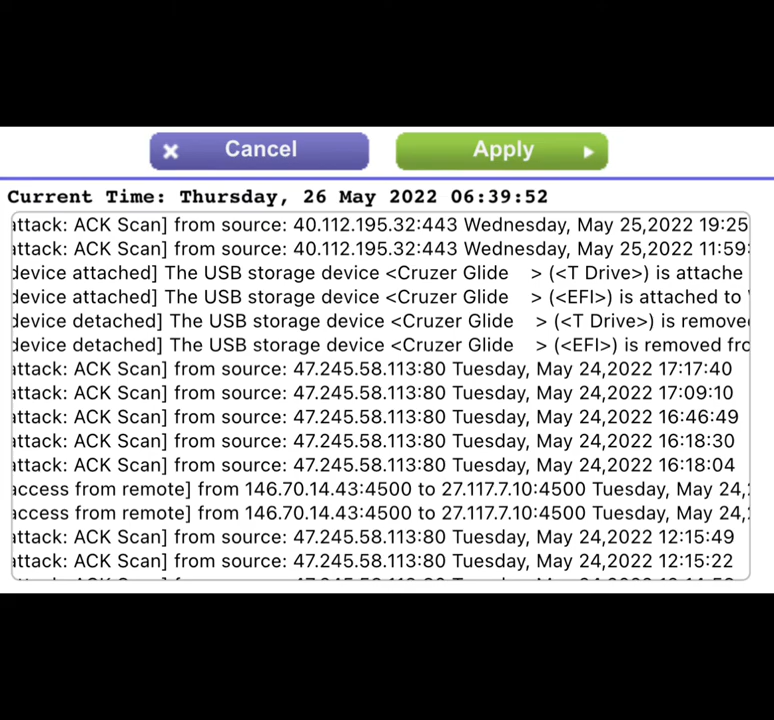 Cancel
Apply
Current Time: Thursday, 26 May 2022 06:39:52
attack: ACK Scan] from source: 40.112.195.32:443 Wednesday, May 25,2022 19:25
attack: ACK Scan] from source: 40.112.195.32:443 Wednesday, May 25,2022 11:59:
device attached] The USB storage device <Cruzer Glide > (<T Drive>) is attache
device attached] The USB storage device <Cruzer Glide > (<EFI>) is attached to
device detached] The USB storage device <Cruzer Glide > (<T Drive>) is remove
device detached] The USB storage device <Cruzer Glide > (<EFI>) is removed fro
attack: ACK Scan] from source: 47.245.58.113:80 Tuesday, May 24,2022 17:17:40
attack: ACK Scan] from source: 47.245.58.113:80 Tuesday, May 24,2022 17:09:10
attack: ACK Scan] from source: 47.245.58.113:80 Tuesday, May 24,2022 16:46:49
attack: ACK Scan] from source: 47.245.58.113:80 Tuesday, May 24,2022 16:18:30
attack: ACK Scan] from source: 47.245.58.113:80 Tuesday, May 24,2022 16:18:04
access from remote] from 146.70.14.43:4500 to 27.117.7.10:4500 Tuesday, May 24,
access from remote] from 146.70.14.43:4500 to 27.117.7.10:4500 Tuesday, May 24,
attack: ACK Scan] from source: 47.245.58.113:80 Tuesday, May 24,2022 12:15:49
attack: ACK Scan] from source: 47.245.58.113:80 Tuesday, May 24,2022 12:15:22